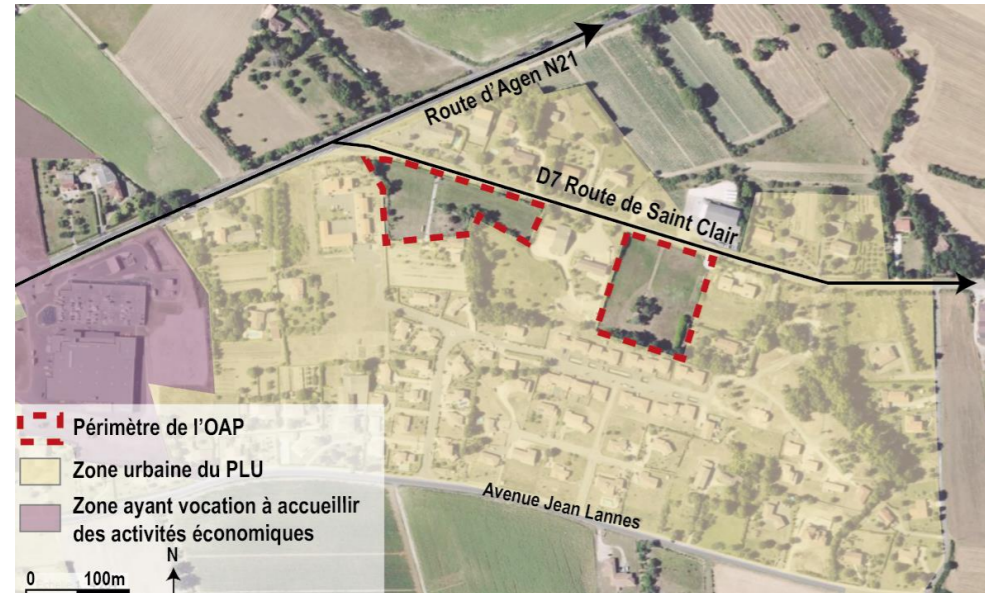 Route d'Agen N21
D7 Route de Saint Clair
Avenue Jean Lannes
Périmètre de l'OAP
Zone urbaine du PLU
Zone ayant vocation à accueillir
des activités économiques
N
0 100m